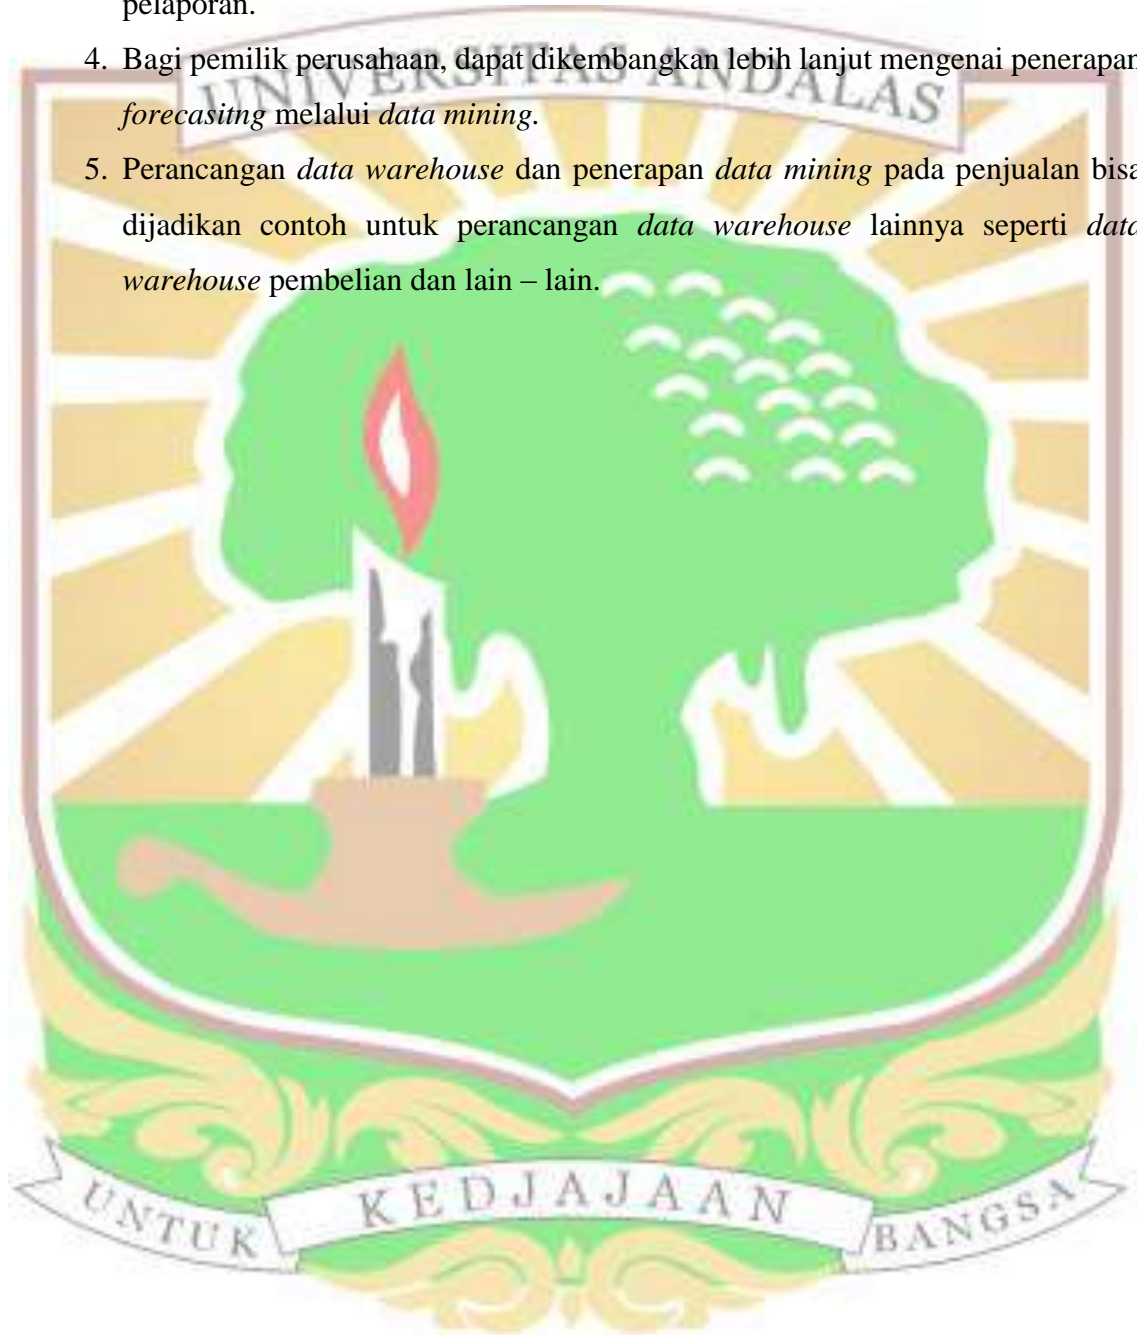 pelaporan.
4. Bagi pemilik perusahaan, dapat dikembangkan lebih lanjut mengenai penerapan
forecasitng melalui data mining.
5. Perancangan data warehouse dan penerapan data mining pada penjualan bisa
dijadikan contoh untuk perancangan data warehouse lainnya seperti data
warehouse pembelian dan lain – lain.
UNIVERSITAS ANDALAS
UNTUK KEDJAJAAN BANGSA